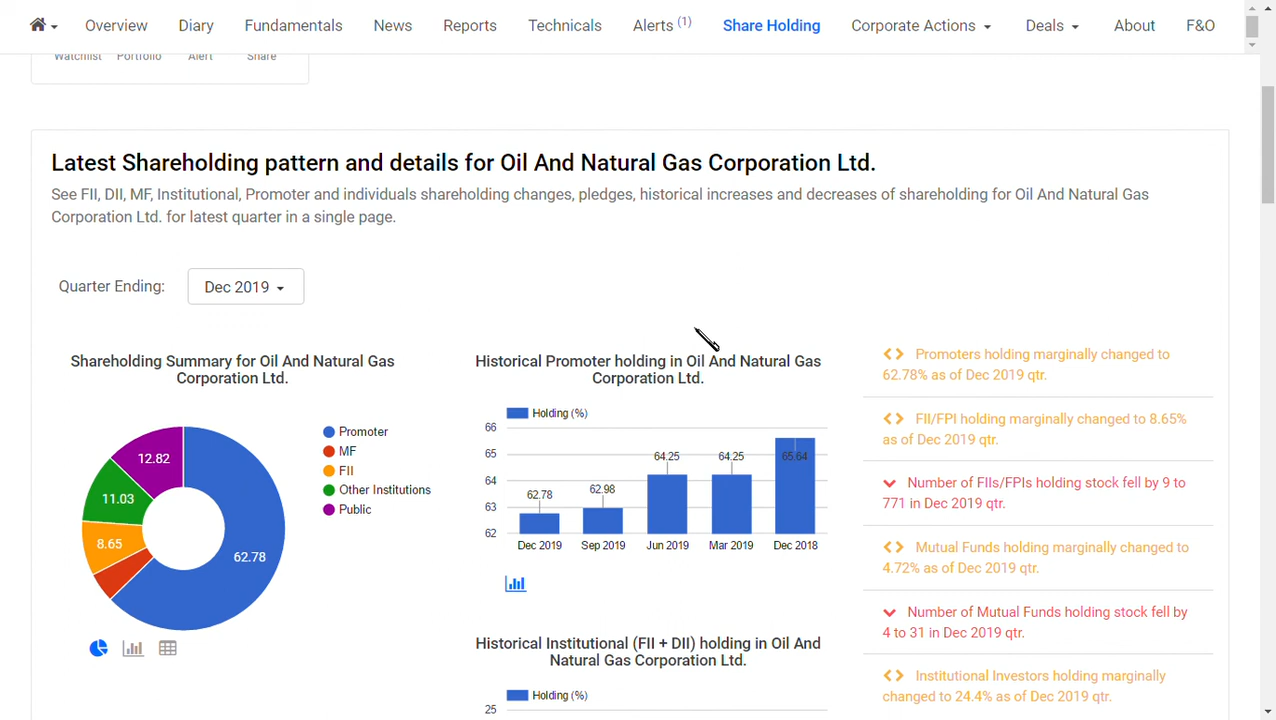 Overview Diary Fundamentals News Reports Technicals Alerts (1) Share Holding Corporate Actions Deals About F&O
Watchlist Portfolio Alert Share
Latest Shareholding pattern and details for Oil And Natural Gas Corporation Ltd.
See FII, DII, MF, Institutional, Promoter and individuals shareholding changes, pledges, historical increases and decreases of shareholding for Oil And Natural Gas
Corporation Ltd. for latest quarter in a single page.
Quarter Ending: Dec 2019
Shareholding Summary for Oil And Natural Gas
Corporation Ltd.
Promoter
MF
FII
Other Institutions
Public
12.82
11.03
8.65
62.78
Historical Promoter holding in Oil And Natural Gas
Corporation Ltd.
Holding (%)
66
65
64
63
62
62.78 62.98 64.25 64.25 65.64
Dec 2019 Sep 2019 Jun 2019 Mar 2019 Dec 2018
Historical Institutional (FII + DII) holding in Oil And
Natural Gas Corporation Ltd.
Holding (%)
25
Promoters holding marginally changed to
62.78% as of Dec 2019 qtr.
FII/FPI holding marginally changed to 8.65%
as of Dec 2019 qtr.
Number of FIIs/FPIs holding stock fell by 9 to
771 in Dec 2019 qtr.
Mutual Funds holding marginally changed to
4.72% as of Dec 2019 qtr.
Number of Mutual Funds holding stock fell by
4 to 31 in Dec 2019 qtr.
Institutional Investors holding marginally
changed to 24.4% as of Dec 2019 qtr.